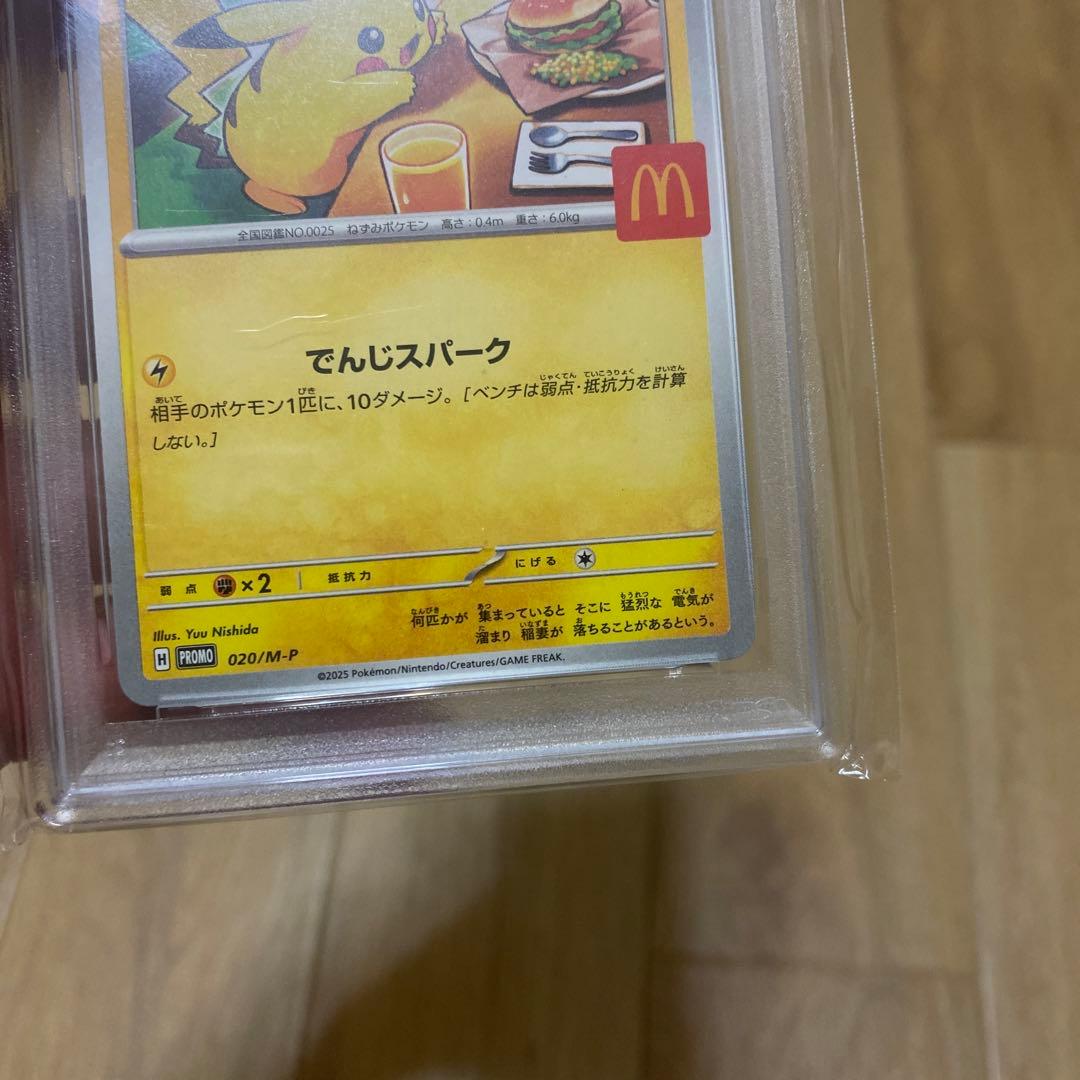 全国図鑑NO.0025 ねずみポケモン 高さ:0.4m 重さ:6.0kg
でんじスパーク
相手のポケモン1匹に、10ダメージ。[ベンチは弱点・抵抗力を計算
しない。]
弱点 ×2 抵抗力 にげる
何匹かが 集まっていると そこに 猛烈な 電気が
溜まり 稲妻が 落ちることがあるという。
Illus. Yuu Nishida
H PROMO 020/M-P
©2025 Pokémon/Nintendo/Creatures/GAME FREAK.